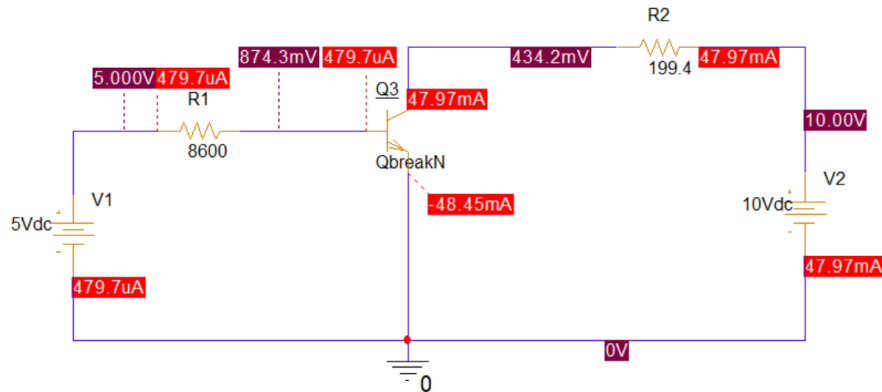 R2
874.3mV 479.7uA
434.2mV 47.97mA
199.4
5.000V 479.7uA
Q3
R1
47.97mA
10.00V
8600
QbreakN
V2
V1
-48.45mA
10Vdc
5Vdc
47.97mA
479.7uA
0V
0